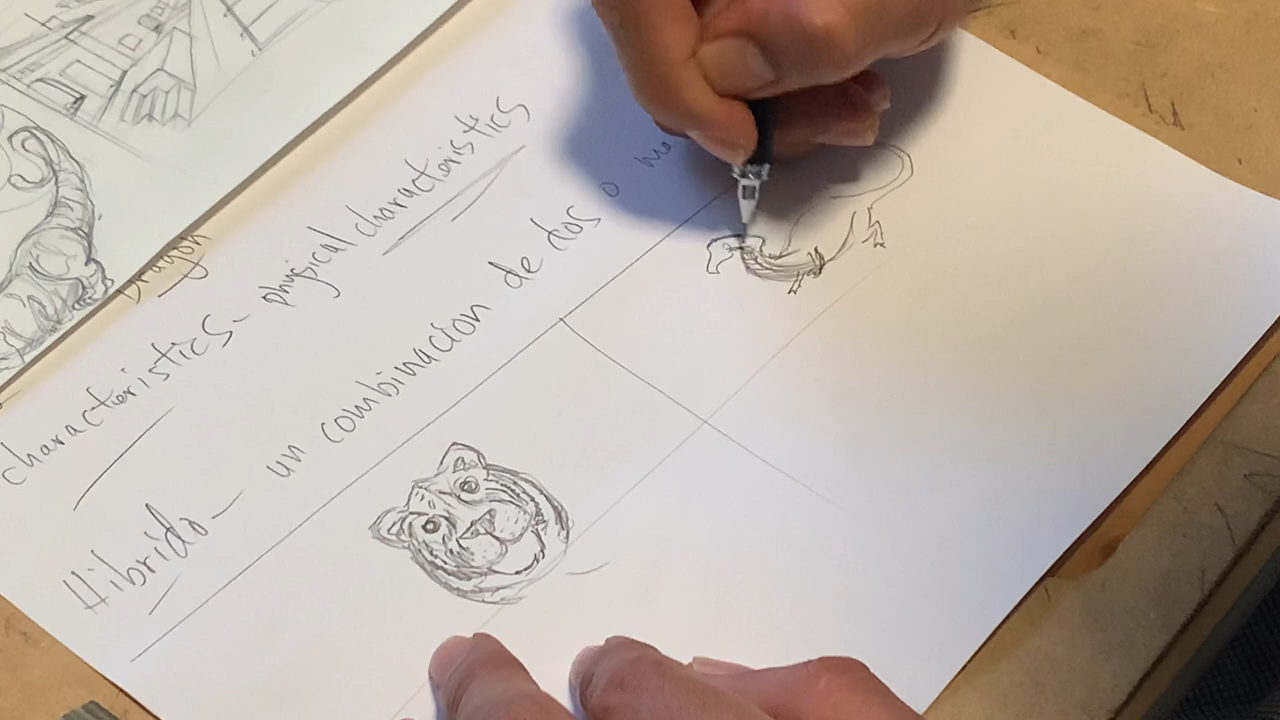 Dragon
characteristics - physical characteristics
Hibrido - un combinacion de dos o